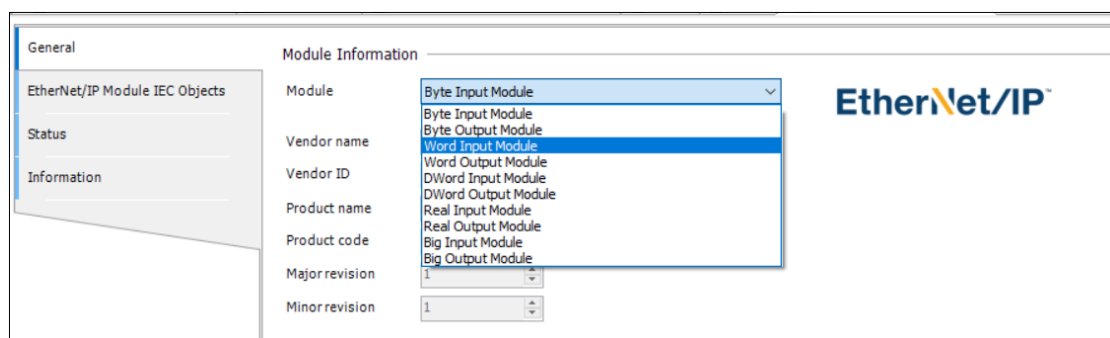 General
EtherNet/IP Module IEC Objects
Status
Information
Module Information
Module
Byte Input Module
Byte Input Module
Byte Output Module
Word Input Module
Word Output Module
DWord Input Module
DWord Output Module
Real Input Module
Real Output Module
Big Input Module
Big Output Module
Vendor name
Vendor ID
Product name
Product code
Major revision
1
Minor revision
1
EtherNet/IP™